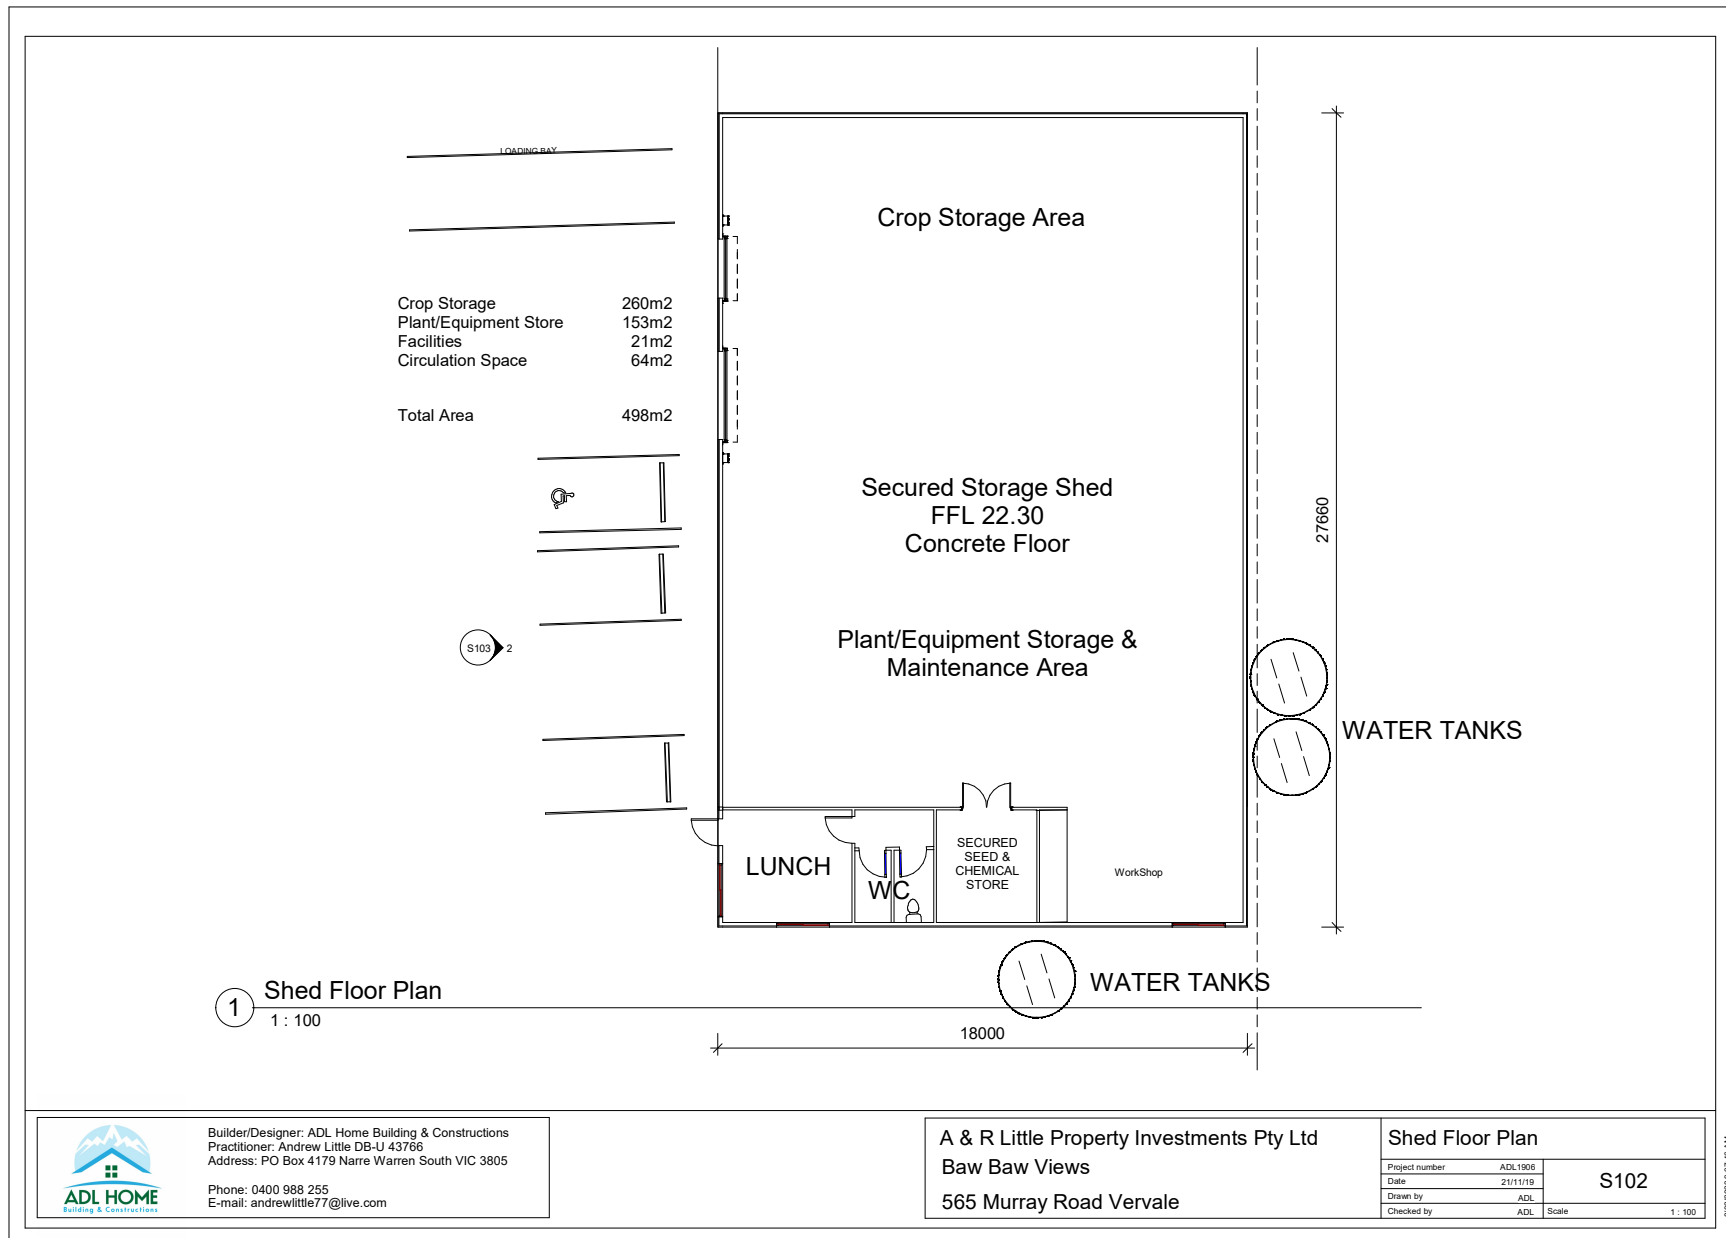 LOADING BAY
Crop Storage Area
Crop Storage 260m2
Plant/Equipment Store 153m2
Facilities 21m2
Circulation Space 64m2
Total Area 498m2
Secured Storage Shed
FFL 22.30
Concrete Floor
27660
Plant/Equipment Storage &
Maintenance Area
S103 2
WATER TANKS
LUNCH
WC
SECURED
SEED &
CHEMICAL
STORE
WorkShop
WATER TANKS
1 Shed Floor Plan
1 : 100
18000
ADL HOME
Building & Constructions
Builder/Designer: ADL Home Building & Constructions
Practitioner: Andrew Little DB-U 43766
Address: PO Box 4179 Narre Warren South VIC 3805
Phone: 0400 988 255
E-mail: andrewlittle77@live.com
A & R Little Property Investments Pty Ltd
Baw Baw Views
565 Murray Road Vervale
Shed Floor Plan
Project number ADL1906
Date 21/11/19
Drawn by ADL
Checked by ADL
S102
Scale 1 : 100